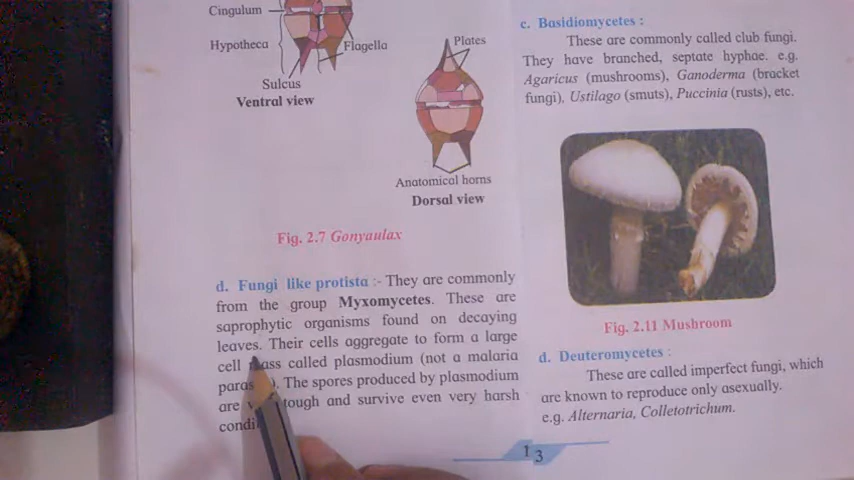 Cingulum
Hypotheca
Flagella
Sulcus
Ventral view
Plates
Anatomical horns
Dorsal view
Fig. 2.7 Gonyaulax
d. Fungi like protista :- They are commonly
from the group Myxomycetes. These are
saprophytic organisms found on decaying
leaves. Their cells aggregate to form a large
cell called plasmodium (not a malaria
The spores produced by plasmodium
are tough and survive even very harsh
c. Basidiomycetes :
These are commonly called club fungi.
They have branched, septate hyphae. e.g.
Agaricus (mushrooms), Ganoderma (bracket
fungi), Ustilago (smuts), Puccinia (rusts), etc.
Fig. 2.11 Mushroom
d. Deuteromycetes :
These are called imperfect fungi, which
are known to reproduce only asexually.
e.g. Alternaria, Colletotrichum.
13